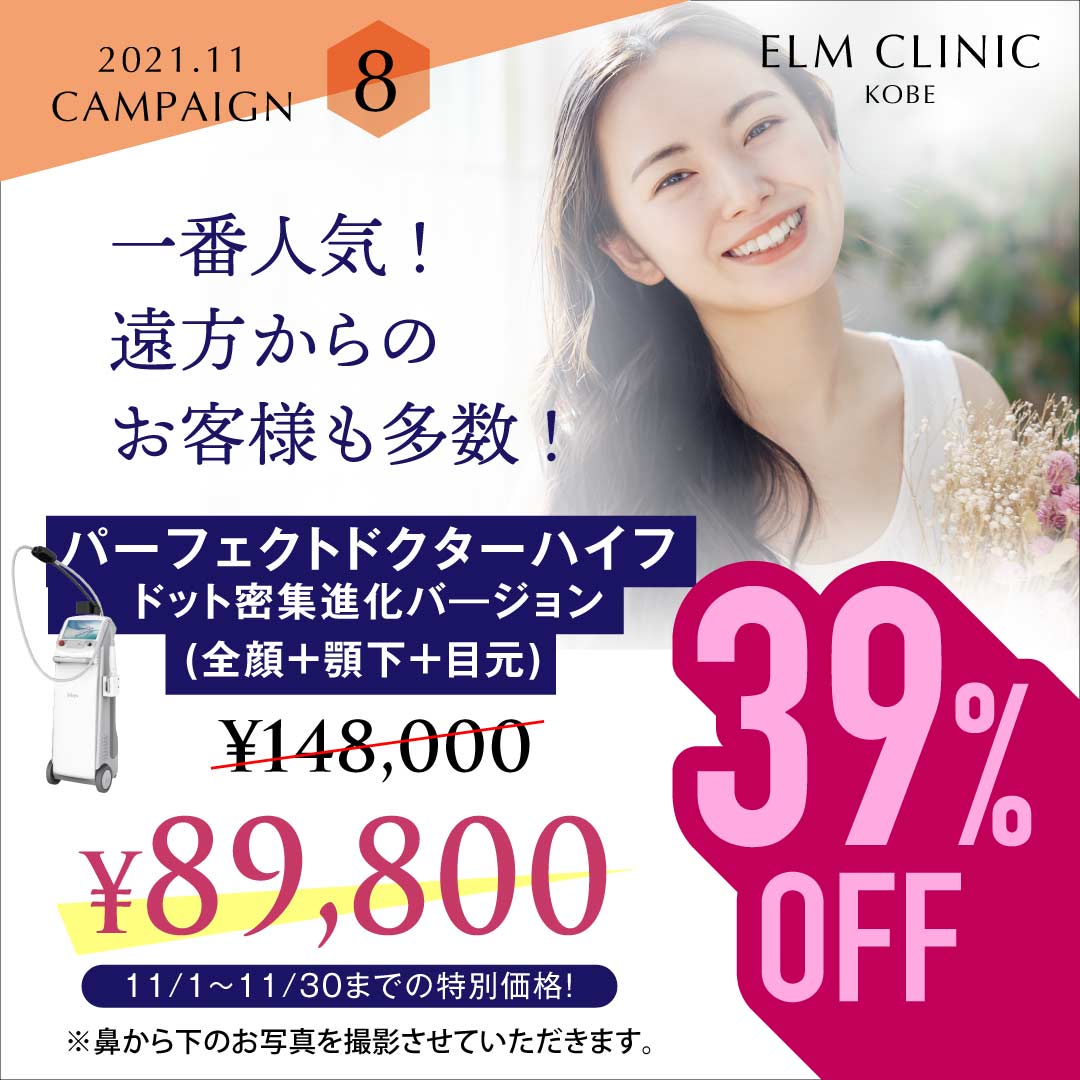 2021.11
CAMPAIGN
8
ELM CLINIC
KOBE
一番人気！
遠方からの
お客様も多数！
パーフェクトドクターハイフ
ドット密集進化バージョン
(全顔＋顎下＋目元)
¥148,000
¥89,800
39%
OFF
11/1〜11/30までの特別価格!
※鼻から下のお写真を撮影させていただきます。